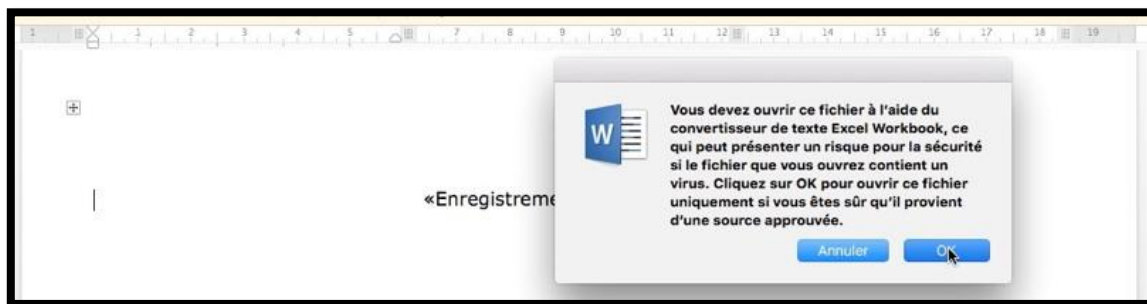 1 1 2 3 4 5 7 8 9 10 11 12 13 14 15 16 17 18 19
Vous devez ouvrir ce fichier à l'aide du
convertisseur de texte Excel Workbook, ce
qui peut présenter un risque pour la sécurité
si le fichier que vous ouvrez contient un
virus. Cliquez sur OK pour ouvrir ce fichier
uniquement si vous êtes sûr qu'il provient
d'une source approuvée.
W
«Enregistreme
Annuler OK